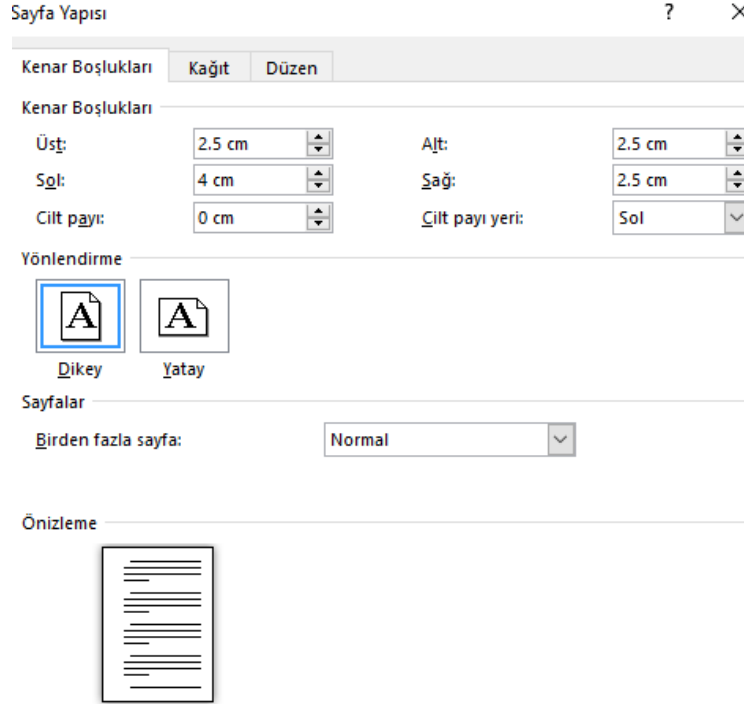 Sayfa Yapısı ?
Kenar Boşlukları Kağıt Düzen
Kenar Boşlukları
Üst: 2.5 cm Alt: 2.5 cm
Sol: 4 cm Sağ: 2.5 cm
Cilt payı: 0 cm Cilt payı yeri: Sol
Yönlendirme
A A
Dikey Yatay
Sayfalar
Birden fazla sayfa: Normal
Önizleme